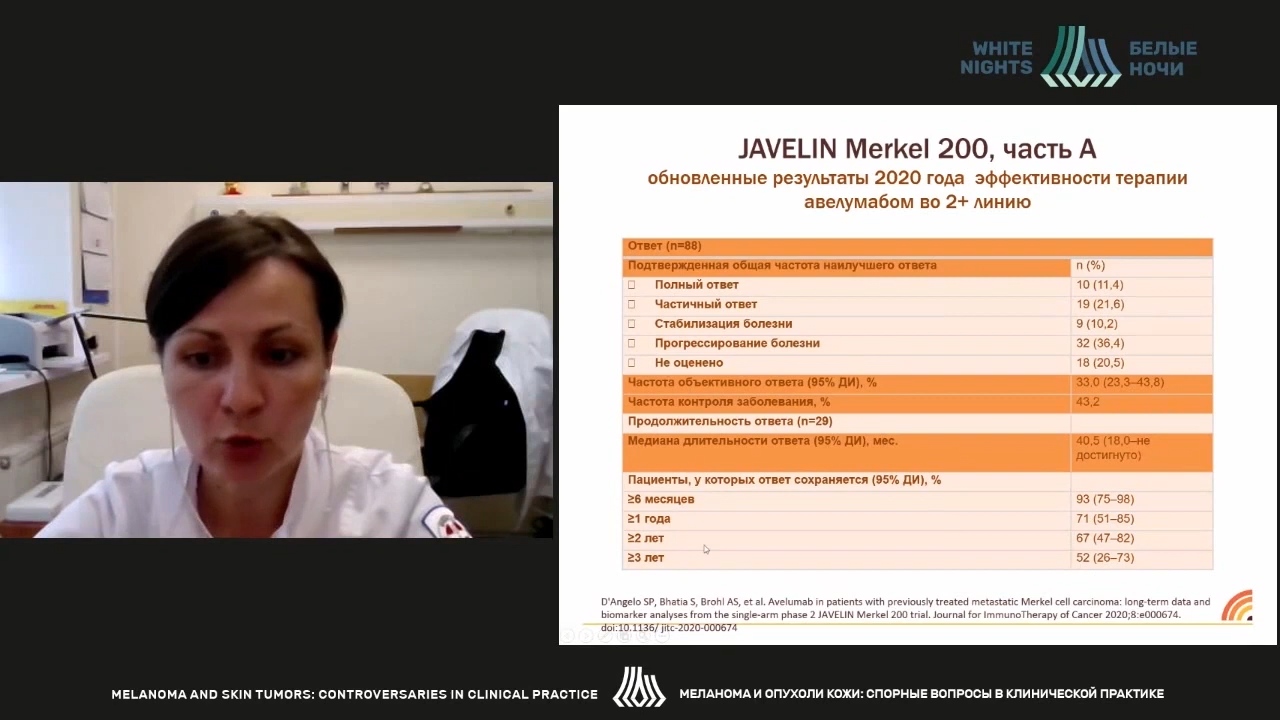 WHITE
NIGHTS
БЕЛЫЕ
НОЧИ
JAVELIN Merkel 200, часть А
обновленные результаты 2020 года эффективности терапии
авелумабом во 2+ линию
Ответ (n=88)
Подтвержденная общая частота наилучшего ответа n (%)
Полный ответ 10 (11,4)
Частичный ответ 19 (21,6)
Стабилизация болезни 9 (10,2)
Прогрессирование болезни 32 (36,4)
Не оценено 18 (20,5)
Частота объективного ответа (95% ДИ), % 33,0 (23,3–43,8)
Частота контроля заболевания, % 43,2
Продолжительность ответа (n=29)
Медиана длительности ответа (95% ДИ), мес. 40,5 (18,0–не
достигнуто)
Пациенты, у которых ответ сохраняется (95% ДИ), %
≥6 месяцев 93 (75–98)
≥1 года 71 (51–85)
≥2 лет 67 (47–82)
≥3 лет 52 (26–73)
D'Angelo SP, Bhatia S, Brohl AS, et al. Avelumab in patients with previously treated metastatic Merkel cell carcinoma: long-term data and
biomarker analyses from the single-arm phase 2 JAVELIN Merkel 200 trial. Journal for ImmunoTherapy of Cancer 2020;8:e000674.
doi:10.1136/ jitc-2020-000674
MELANOMA AND SKIN TUMORS: CONTROVERSARIES IN CLINICAL PRACTICE
МЕЛАНОМА И ОПУХОЛИ КОЖИ: СПОРНЫЕ ВОПРОСЫ В КЛИНИЧЕСКОЙ ПРАКТИКЕ